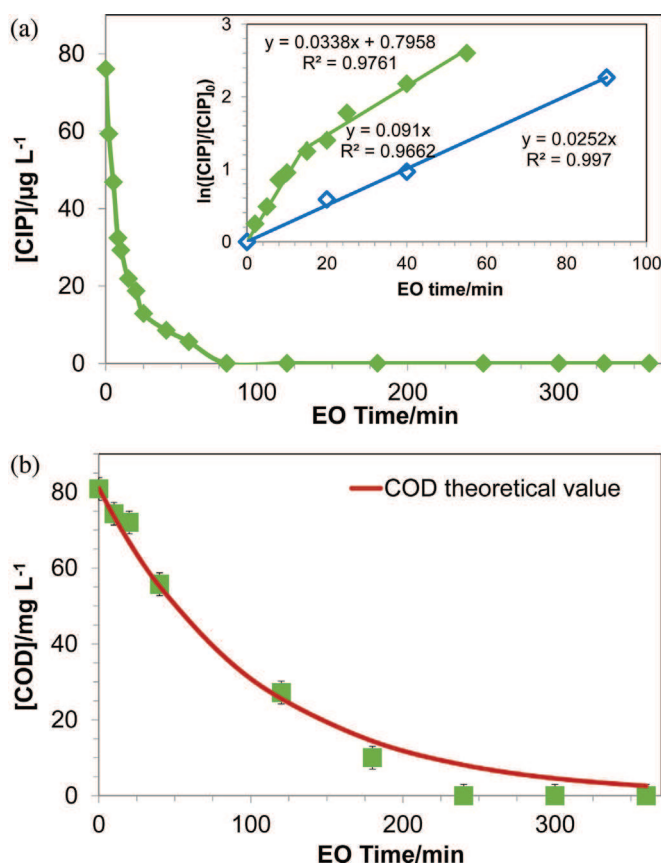 (a)
80
60
40
20
0
[CIP]/µg L-1
0
100
200
300
EO Time/min
3
2
1
0
ln([CIP]/[CIP]0)
y = 0.0338x + 0.7958
R² = 0.9761
y = 0.091x
R² = 0.9662
y = 0.0252x
R² = 0.997
0
20
40
60
80
100
EO time/min
(b)
100
80
60
40
20
0
[COD]/mg L-1
COD theoretical value
0
100
200
300
EO Time/min